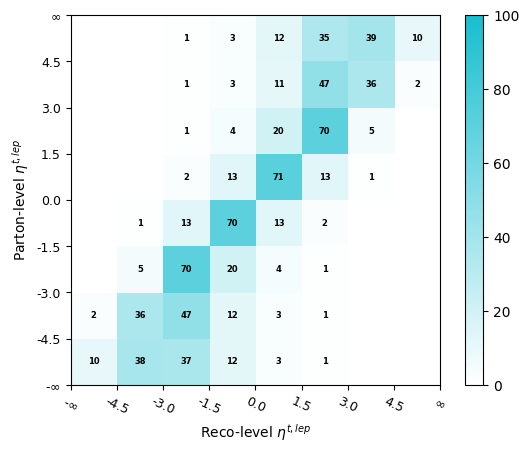 ∞ 1 3 12 35 39 10 100
4.5 1 3 11 47 36 2 80
3.0 1 4 20 70 5
1.5 2 13 71 13 1 60
0.0 1 13 70 13 2 40
-1.5 5 70 20 4 1
-3.0 2 36 47 12 3 1 20
-4.5 10 38 37 12 3 1
-∞ 0
-∞ -4.5 -3.0 -1.5 0.0 1.5 3.0 4.5 ∞
Parton-level η^{t,lep}
Reco-level η^{t,lep}